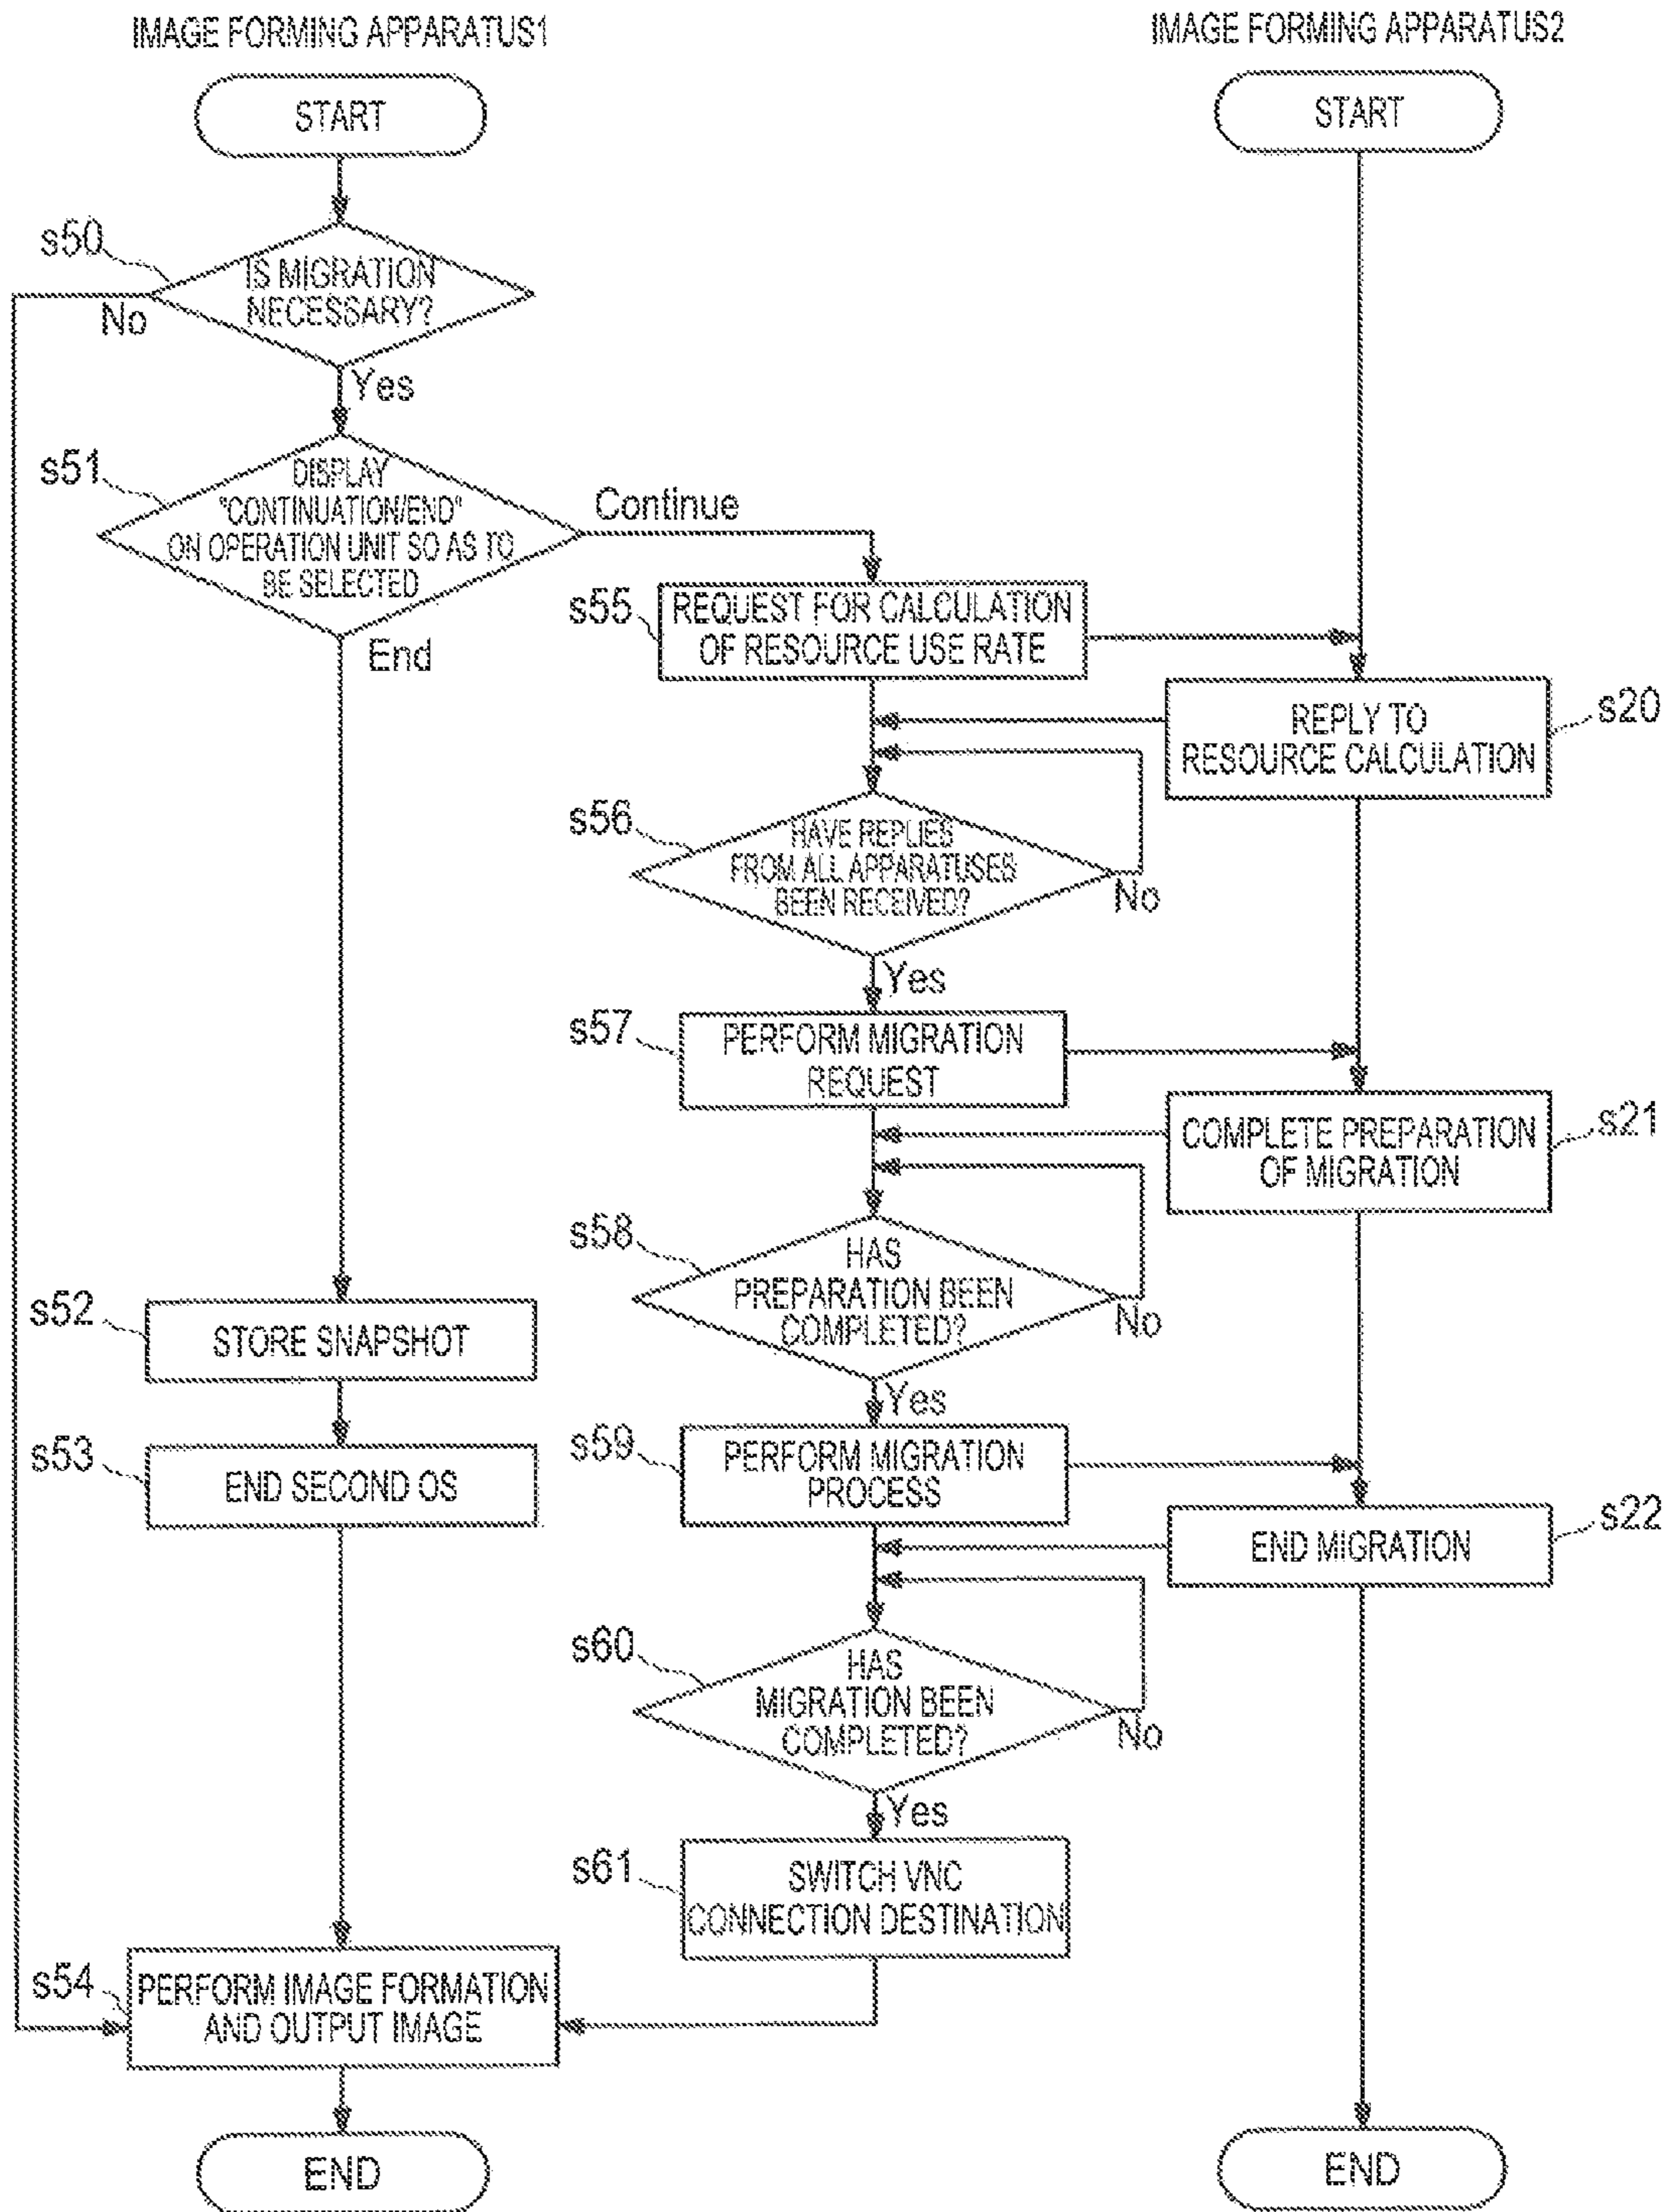 IMAGE FORMING APPARATUS1
IMAGE FORMING APPARATUS2
START
START
s50
IS MIGRATION
NECESSARY?
No
Yes
s51
DISPLAY
"CONTINUATION/END"
ON OPERATION UNIT SO AS TO
BE SELECTED
Continue
End
s55
REQUEST FOR CALCULATION
OF RESOURCE USE RATE
REPLY TO
RESOURCE CALCULATION
s20
s56
HAVE REPLIES
FROM ALL APPARATUSES
BEEN RECEIVED?
No
Yes
s57
PERFORM MIGRATION
REQUEST
COMPLETE PREPARATION
OF MIGRATION
s21
s58
HAS
PREPARATION BEEN
COMPLETED?
No
Yes
s52
STORE SNAPSHOT
s53
END SECOND OS
s59
PERFORM MIGRATION
PROCESS
END MIGRATION
s22
s60
HAS
MIGRATION BEEN
COMPLETED?
No
Yes
s61
SWITCH VNC
CONNECTION DESTINATION
s54
PERFORM IMAGE FORMATION
AND OUTPUT IMAGE
END
END